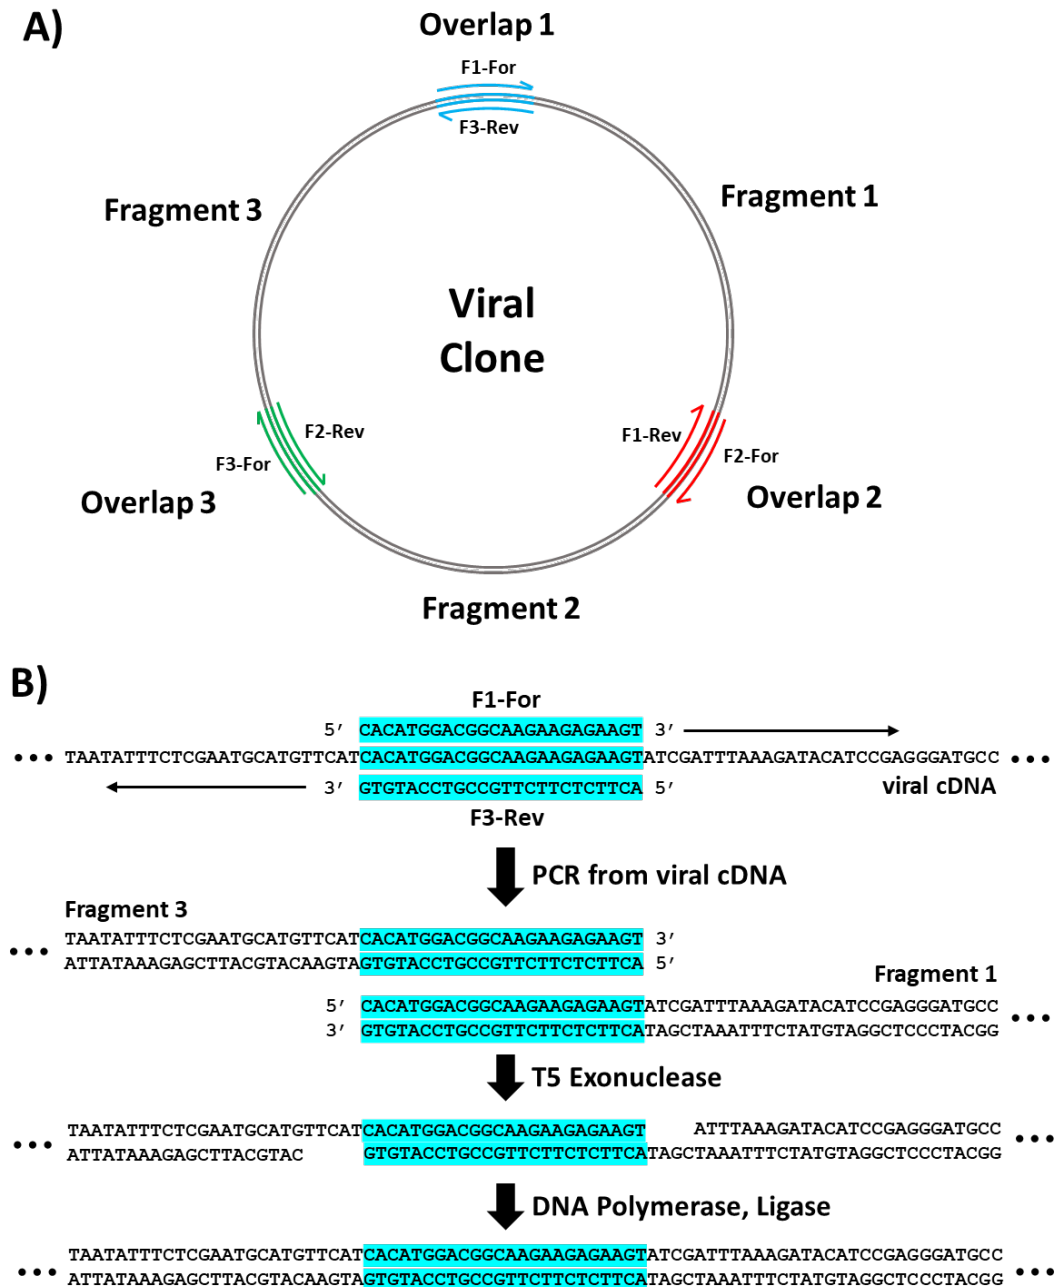 A)
Overlap 1
F1-For
F3-Rev
Fragment 3
Fragment 1
Viral
Clone
F2-Rev
F1-Rev
F3-For
F2-For
Overlap 3
Overlap 2
Fragment 2
B)
F1-For
5′ CACATGGACGGCAAGAAGAGAAGT 3′
••• TAATATTTCTCGAATGCATGTTCATCACATGGACGGCAAGAAGAGAAGTATCGATTTAAAGATACATCCGAGGGATGCC •••
3′ GTGTACCTGCCGTTCTTCTCTTCA 5′
viral cDNA
F3-Rev
PCR from viral cDNA
Fragment 3
••• TAATATTTCTCGAATGCATGTTCATCACATGGACGGCAAGAAGAGAAGT 3′
ATTATAAAGAGCTTACGTACAAGTAGTGTACCTGCCGTTCTTCTCTTCA 5′
Fragment 1
5′ CACATGGACGGCAAGAAGAGAAGTATCGATTTAAAGATACATCCGAGGGATGCC •••
3′ GTGTACCTGCCGTTCTTCTCTTCATAGCTAAATTTCTATGTAGGCTCCCTACGG
T5 Exonuclease
••• TAATATTTCTCGAATGCATGTTCATCACATGGACGGCAAGAAGAGAAGT ATTTAAAGATACATCCGAGGGATGCC •••
ATTATAAAGAGCTTACGTAC GTGTACCTGCCGTTCTTCTCTTCATAGCTAAATTTCTATGTAGGCTCCCTACGG
DNA Polymerase, Ligase
••• TAATATTTCTCGAATGCATGTTCATCACATGGACGGCAAGAAGAGAAGTATCGATTTAAAGATACATCCGAGGGATGCC •••
ATTATAAAGAGCTTACGTACAAGTAGTGTACCTGCCGTTCTTCTCTTCATAGCTAAATTTCTATGTAGGCTCCCTACGG